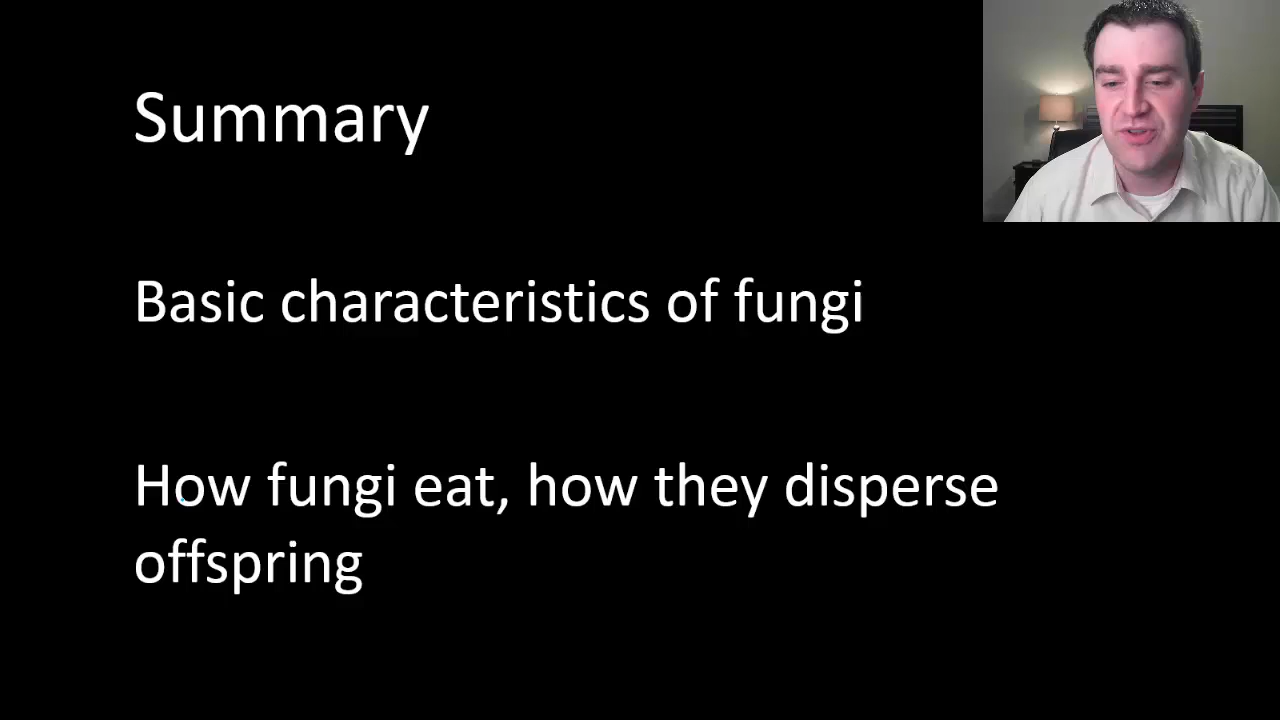 Summary
Basic characteristics of fungi
How fungi eat, how they disperse
offspring